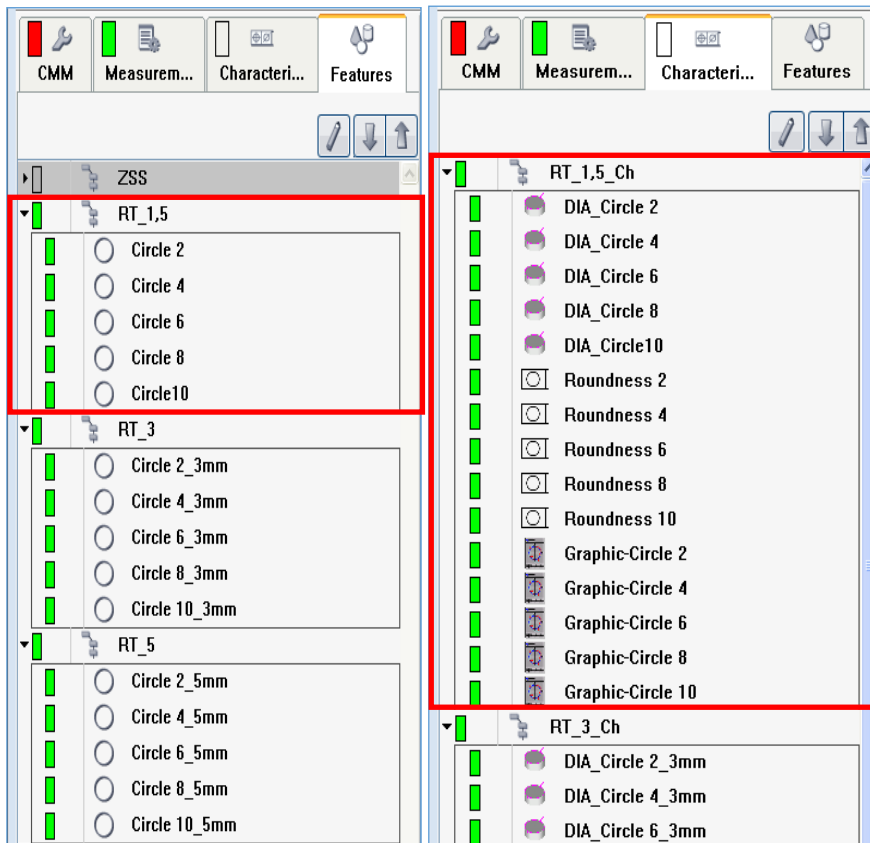 CMM
Measurem...
Characteri...
Features
ZSS
RT_1,5
Circle 2
Circle 4
Circle 6
Circle 8
Circle10
RT_3
Circle 2_3mm
Circle 4_3mm
Circle 6_3mm
Circle 8_3mm
Circle 10_3mm
RT_5
Circle 2_5mm
Circle 4_5mm
Circle 6_5mm
Circle 8_5mm
Circle 10_5mm
CMM
Measurem...
Characteri...
Features
RT_1,5_Ch
DIA_Circle 2
DIA_Circle 4
DIA_Circle 6
DIA_Circle 8
DIA_Circle10
Roundness 2
Roundness 4
Roundness 6
Roundness 8
Roundness 10
Graphic-Circle 2
Graphic-Circle 4
Graphic-Circle 6
Graphic-Circle 8
Graphic-Circle 10
RT_3_Ch
DIA_Circle 2_3mm
DIA_Circle 4_3mm
DIA_Circle 6_3mm